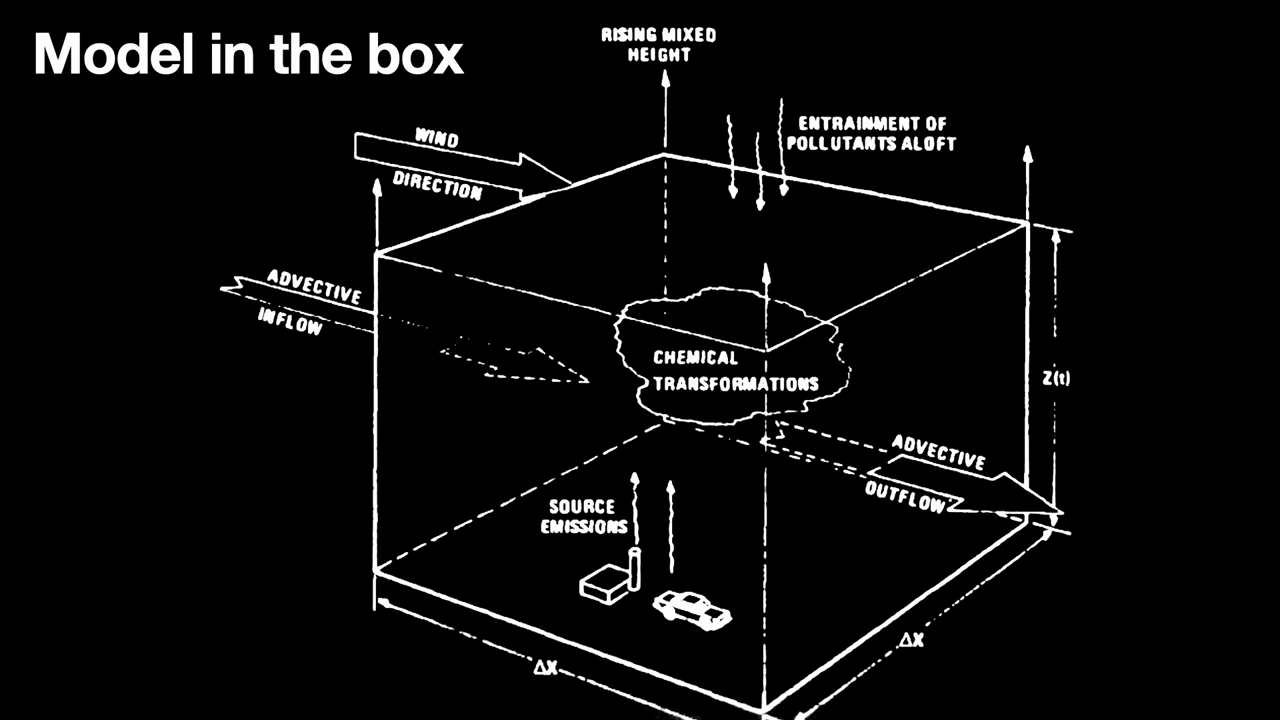 Model in the box
RISING MIXED
HEIGHT
ENTRAINMENT OF
POLLUTANTS ALOFT
WIND
DIRECTION
ADVECTIVE
INFLOW
CHEMICAL
TRANSFORMATIONS
Z(t)
ADVECTIVE
OUTFLOW
SOURCE
EMISSIONS
ΔX
ΔX